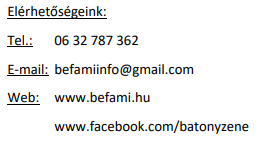 Elérhetőségeink:
Tel.: 06 32 787 362
E-mail: befamiinfo@gmail.com
Web: www.befami.hu
www.facebook.com/batonyzene